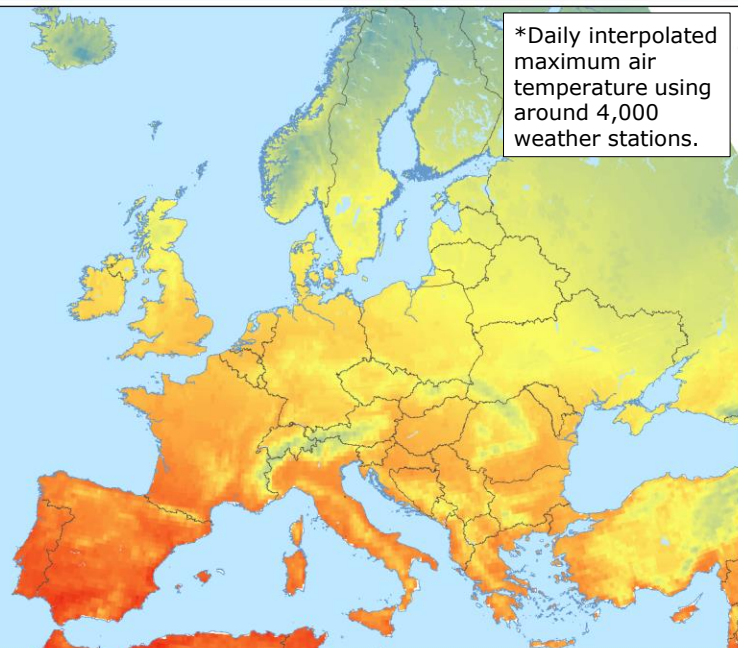 *Daily interpolated
maximum air
temperature using
around 4,000
weather stations.